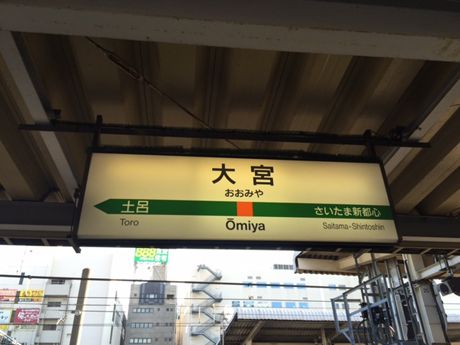 大宮
おおみや
土呂
さいたま新都心
Toro
Ōmiya
Saitama-Shintoshin
888